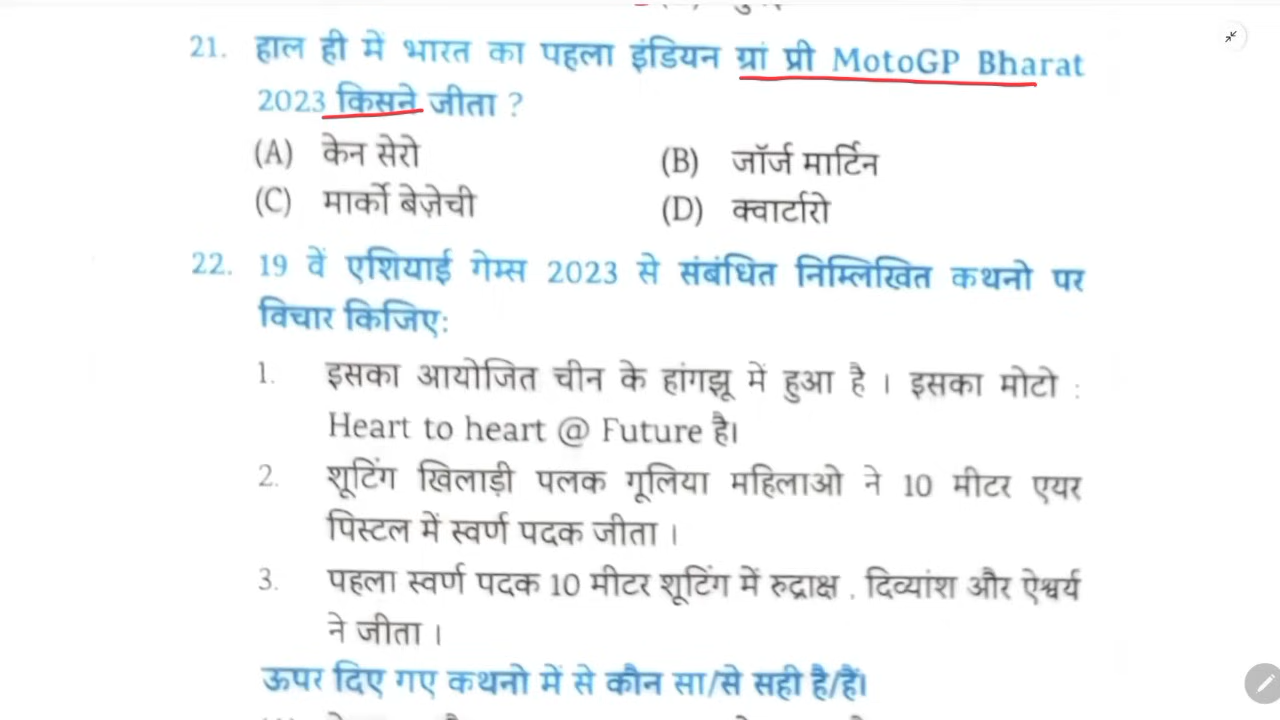 21. हाल ही में भारत का पहला इंडियन ग्रां प्री MotoGP Bharat
2023 किसने जीता ?
(A) केन सेरो (B) जॉर्ज मार्टिन
(C) मार्को बेज़ेची (D) क्वार्टारो
22. 19 वें एशियाई गेम्स 2023 से संबंधित निम्लिखित कथनो पर
विचार किजिए:
1. इसका आयोजित चीन के हांगझू में हुआ है । इसका मोटो :
Heart to heart @ Future है।
2. शूटिंग खिलाड़ी पलक गूलिया महिलाओ ने 10 मीटर एयर
पिस्टल में स्वर्ण पदक जीता ।
3. पहला स्वर्ण पदक 10 मीटर शूटिंग में रुद्राक्ष . दिव्यांश और ऐश्वर्य
ने जीता ।
ऊपर दिए गए कथनो में से कौन सा/से सही है/हैं।